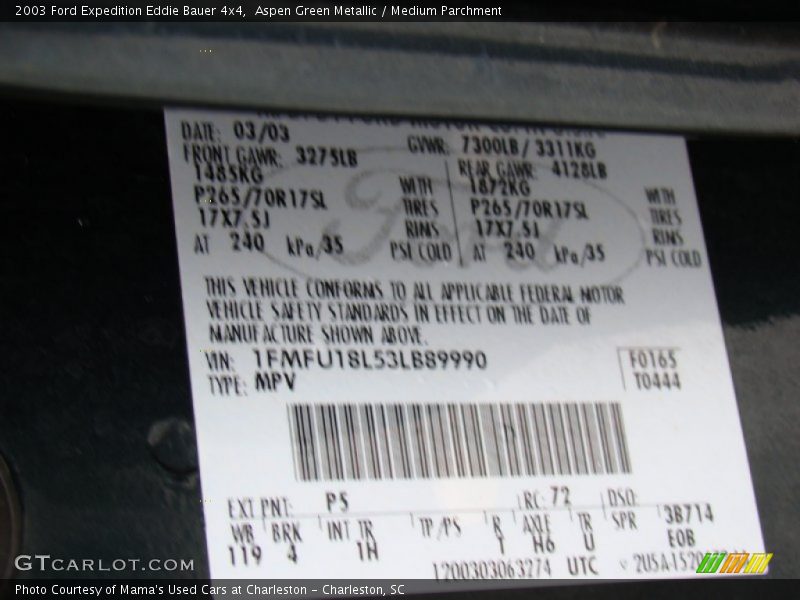 2003 Ford Expedition Eddie Bauer 4x4, Aspen Green Metallic / Medium Parchment
DATE: 03/03 GVWR: 7300LB / 3311KG
FRONT GAWR: 3275LB REAR GAWR: 4128LB
1485KG WITH 1872KG WITH
P265/70R17SL TIRES P265/70R17SL TIRES
17X7.5J RIMS 17X7.5J RIMS
AT 240 kPa/35 PSI COLD AT 240 kPa/35 PSI COLD
Ford
THIS VEHICLE CONFORMS TO ALL APPLICABLE FEDERAL MOTOR
VEHICLE SAFETY STANDARDS IN EFFECT ON THE DATE OF
MANUFACTURE SHOWN ABOVE.
VIN: 1FMFU18L53LB89990 F0165
TYPE: MPV T0444
EXT PNT: P5 RC: 72 DSO:
WB BRK INT TR TP/PS R AXLE TR SPR 3B714
119 4 1H T H6 U EOB
1200303063274 UTC
GTCARLOT.COM
Photo Courtesy of Mama's Used Cars at Charleston - Charleston, SC